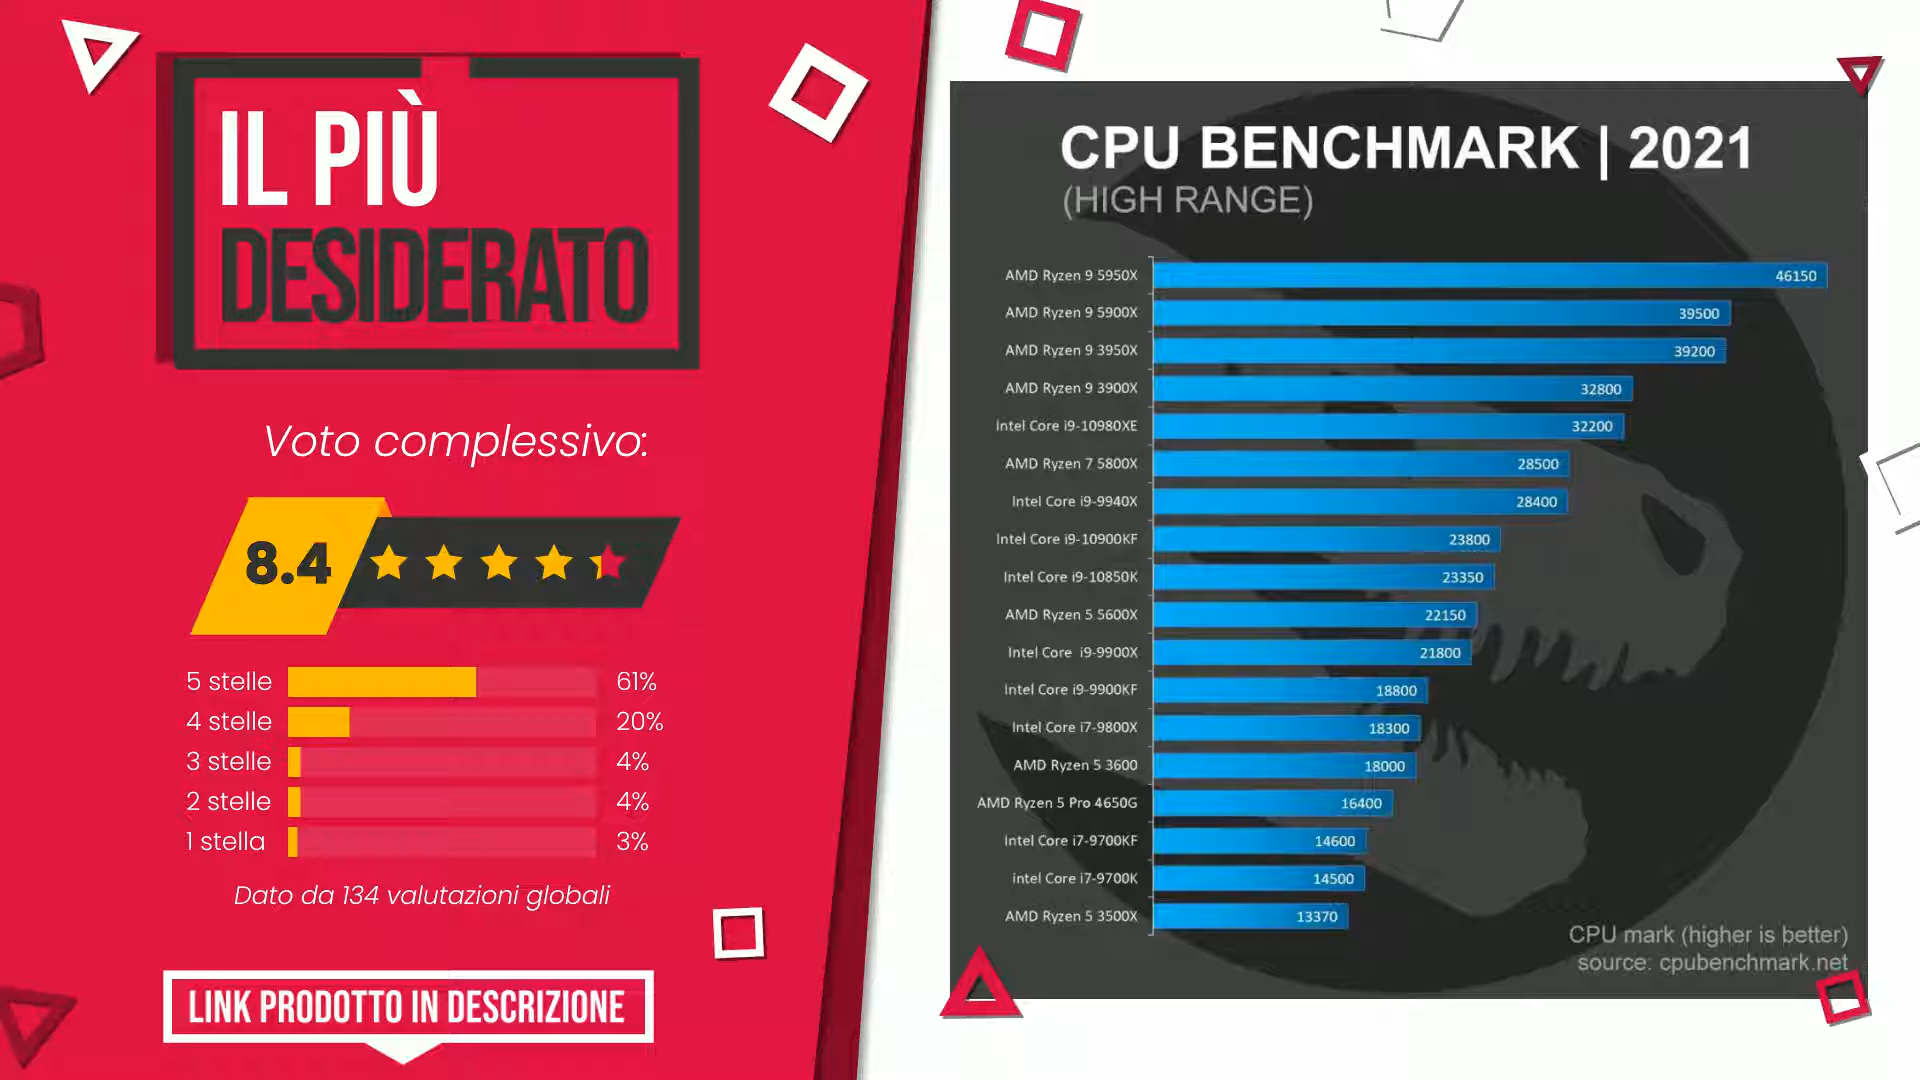 IL PIÙ
DESIDERATO
Voto complessivo:
8.4
5 stelle 61%
4 stelle 20%
3 stelle 4%
2 stelle 4%
1 stella 3%
Dato da 134 valutazioni globali
LINK PRODOTTO IN DESCRIZIONE
CPU BENCHMARK | 2021
(HIGH RANGE)
AMD Ryzen 9 5950X 46150
AMD Ryzen 9 5900X 39500
AMD Ryzen 9 3950X 39200
AMD Ryzen 9 3900X 32800
Intel Core i9-10980XE 32200
AMD Ryzen 7 5800X 28500
Intel Core i9-9940X 28400
Intel Core i9-10900KF 23800
Intel Core i9-10850K 23350
AMD Ryzen 5 5600X 22150
Intel Core i9-9900X 21800
Intel Core i9-9900KF 18800
Intel Core i7-9800X 18300
AMD Ryzen 5 3600 18000
AMD Ryzen 5 Pro 4650G 16400
Intel Core i7-9700KF 14600
intel Core i7-9700K 14500
AMD Ryzen 5 3500X 13370
CPU mark (higher is better)
source: cpubenchmark.net